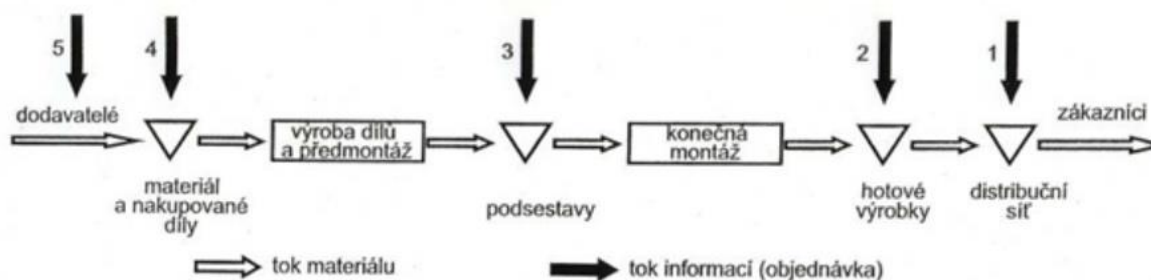 5
4
3
2
1
dodavatelé
zákazníci
výroba dílů
a předmontáž
konečná
montáž
materiál
a nakupované
díly
podsestavy
hotové
výrobky
distribuční
síť
tok materiálu
tok informací (objednávka)